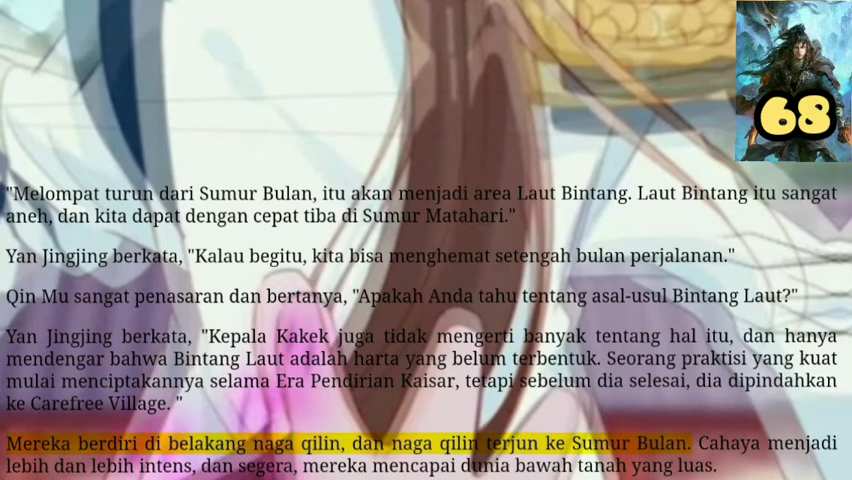 68
"Melompat turun dari Sumur Bulan, itu akan menjadi area Laut Bintang. Laut Bintang itu sangat
aneh, dan kita dapat dengan cepat tiba di Sumur Matahari."
Yan Jingjing berkata, "Kalau begitu, kita bisa menghemat setengah bulan perjalanan."
Qin Mu sangat penasaran dan bertanya, "Apakah Anda tahu tentang asal-usul Bintang Laut?"
Yan Jingjing berkata, "Kepala Kakek juga tidak mengerti banyak tentang hal itu, dan hanya
mendengar bahwa Bintang Laut adalah harta yang belum terbentuk. Seorang praktisi yang kuat
mulai menciptakannya selama Era Pendirian Kaisar, tetapi sebelum dia selesai, dia dipindahkan
ke Carefree Village. "
Mereka berdiri di belakang naga qilin, dan naga qilin terjun ke Sumur Bulan. Cahaya menjadi
lebih dan lebih intens, dan segera, mereka mencapai dunia bawah tanah yang luas.